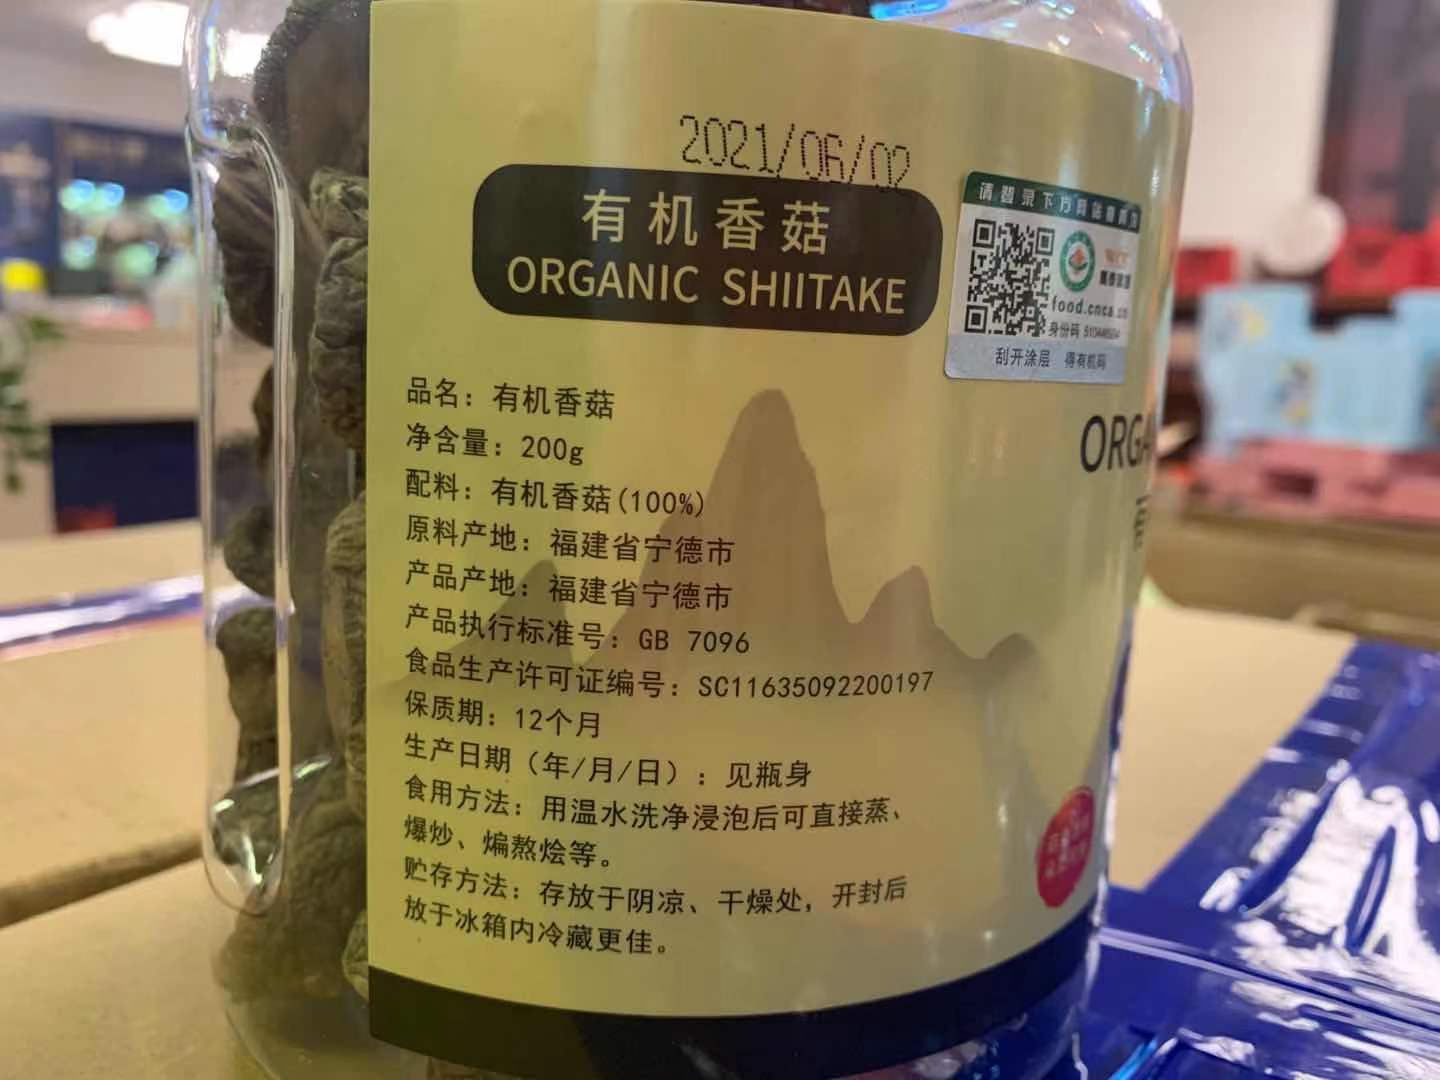 2021/06/02
有机香菇
ORGANIC SHIITAKE
请登录下方网站
food.cnca.cn
身份码
刮开涂层 得有机码
品名：有机香菇
净含量：200g
配料：有机香菇(100%)
原料产地：福建省宁德市
产品产地：福建省宁德市
产品执行标准号：GB 7096
食品生产许可证编号：SC11635092200197
保质期：12个月
生产日期（年/月/日）：见瓶身
食用方法：用温水洗净浸泡后可直接蒸、
爆炒、煸熬烩等。
贮存方法：存放于阴凉、干燥处，开封后
放于冰箱内冷藏更佳。
ORGA